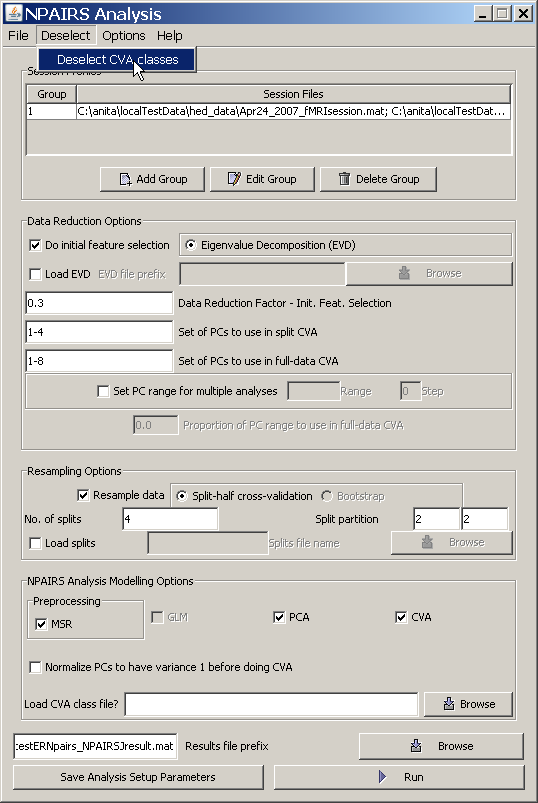 NPAIRS Analysis
File Deselect Options Help
Deselect CVA classes
Session Profiles
Group Session Files
1 C:\anita\localTestData\hed_data\Apr24_2007_fMRIsession.mat; C:\anita\localTestDat...
Add Group Edit Group Delete Group
Data Reduction Options
Do initial feature selection Eigenvalue Decomposition (EVD)
Load EVD EVD file prefix Browse
0.3 Data Reduction Factor - Init. Feat. Selection
1-4 Set of PCs to use in split CVA
1-8 Set of PCs to use in full-data CVA
Set PC range for multiple analyses Range 0 Step
0.0 Proportion of PC range to use in full-data CVA
Resampling Options
Resample data Split-half cross-validation Bootstrap
No. of splits 4 Split partition 2 2
Load splits Splits file name Browse
NPAIRS Analysis Modelling Options
Preprocessing
MSR GLM PCA CVA
Normalize PCs to have variance 1 before doing CVA
Load CVA class file? Browse
testERNpairs_NPAIRSJresult.mat Results file prefix Browse
Save Analysis Setup Parameters Run